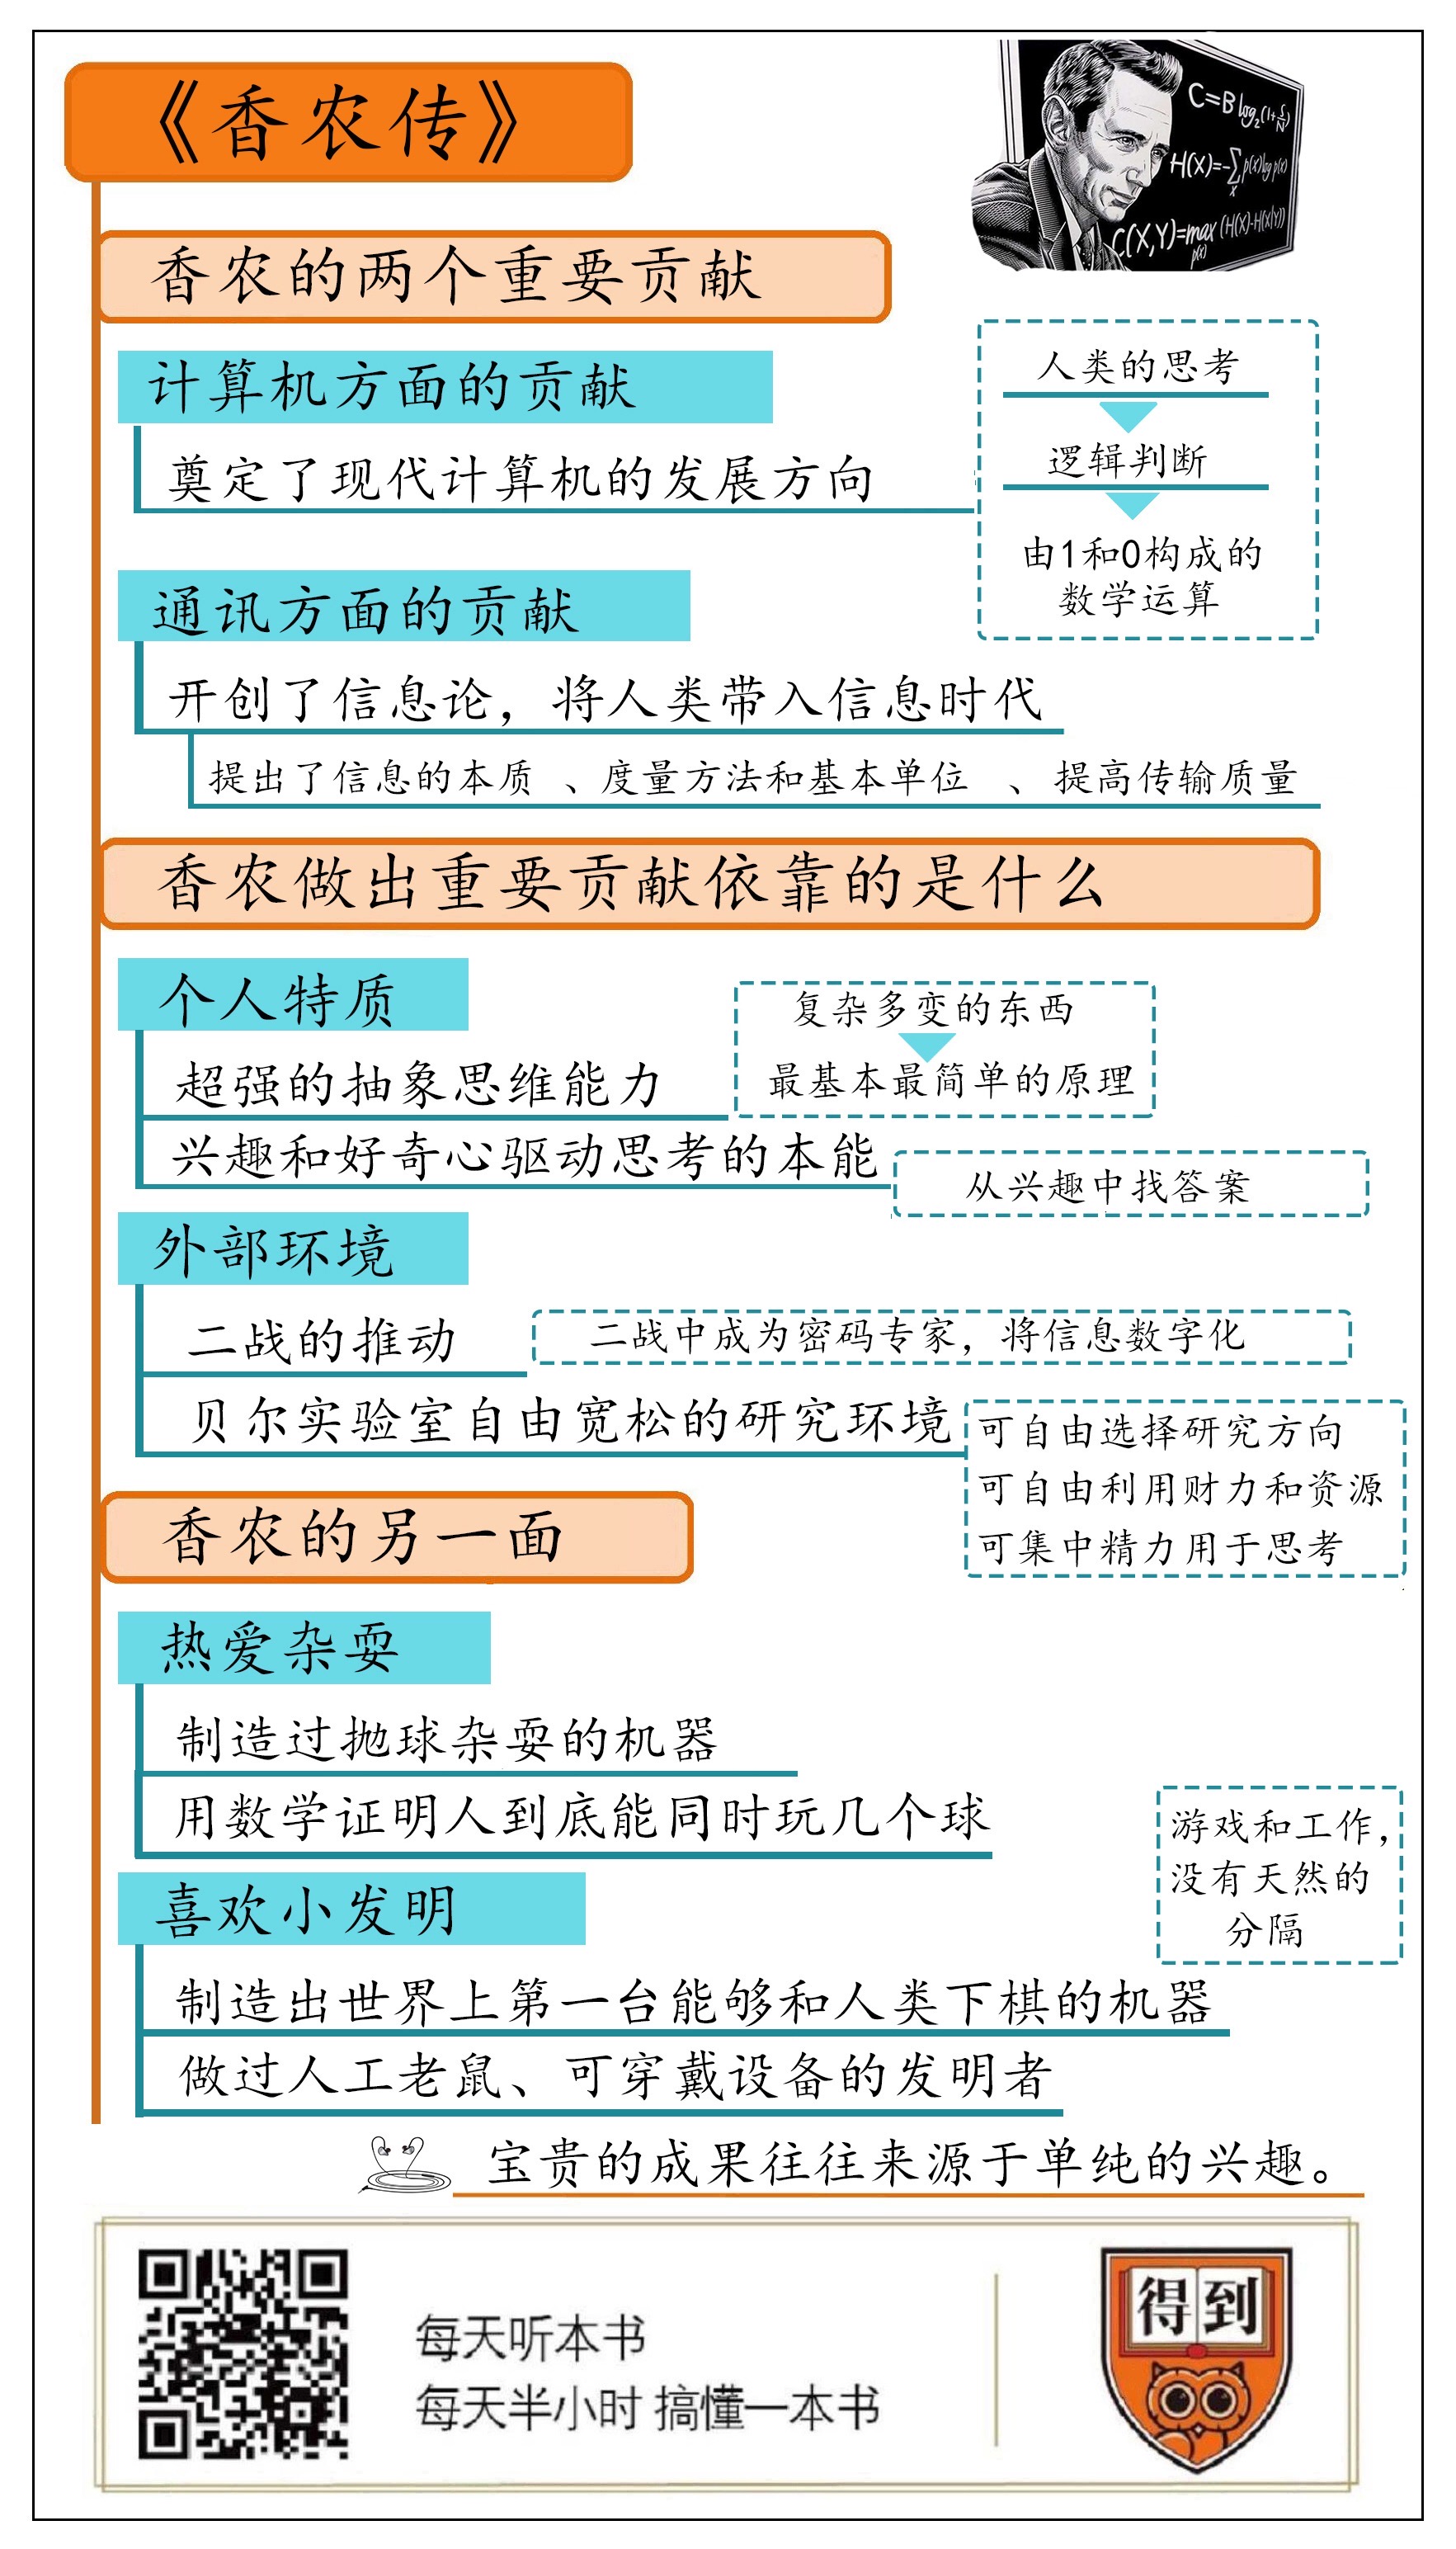 《香农传》
C=B log₂(1+S/N)
H(X)=-∑ p(x)log p(x)
X
C(X,Y)=max (H(X)-H(X|Y))
p(x)
香农的两个重要贡献
计算机方面的贡献
奠定了现代计算机的发展方向
人类的思考
逻辑判断
由1和0构成的
数学运算
通讯方面的贡献
开创了信息论，将人类带入信息时代
提出了信息的本质 、度量方法和基本单位 、提高传输质量
香农做出重要贡献依靠的是什么
个人特质
超强的抽象思维能力
复杂多变的东西
最基本最简单的原理
兴趣和好奇心驱动思考的本能
从兴趣中找答案
外部环境
二战的推动
二战中成为密码专家，将信息数字化
贝尔实验室自由宽松的研究环境
可自由选择研究方向
可自由利用财力和资源
可集中精力用于思考
香农的另一面
热爱杂耍
制造过抛球杂耍的机器
用数学证明人到底能同时玩几个球
游戏和工作，
没有天然的
分隔
喜欢小发明
制造出世界上第一台能够和人类下棋的机器
做过人工老鼠、可穿戴设备的发明者
宝贵的成果往往来源于单纯的兴趣。
每天听本书
每天半小时 搞懂一本书
得到